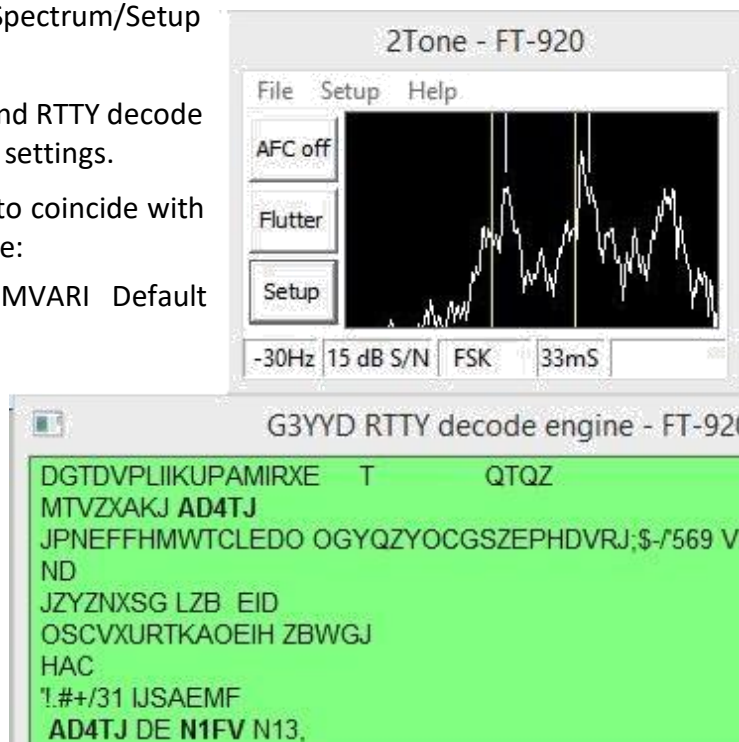 Spectrum/Setup
nd RTTY decode
settings.
to coincide with
e:
MVARI Default
2Tone - FT-920
File Setup Help
AFC off
Flutter
Setup
-30Hz 15 dB S/N FSK 33mS
G3YYD RTTY decode engine - FT-920
DGTDVPLIIKUPAMIRXE T QTQZ
MTVZXAKJ AD4TJ
JPNEFFHMWTCLEDO OGYQZYOCGSZEPHDVRJ;$-/'569 V
ND
JZYZNXSG LZB EID
OSCVXURTKAOEIH ZBWGJ
HAC
'!.#+/31 IJSAEMF
AD4TJ DE N1FV N13,